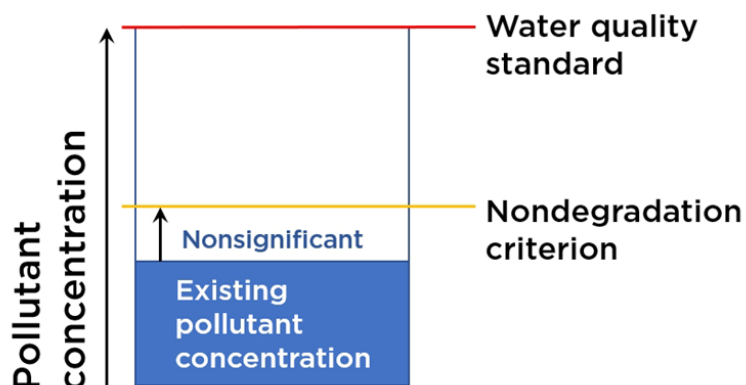 Water quality
standard
Pollutant
concentration
Nondegradation
criterion
Nonsignificant
Existing
pollutant
concentration